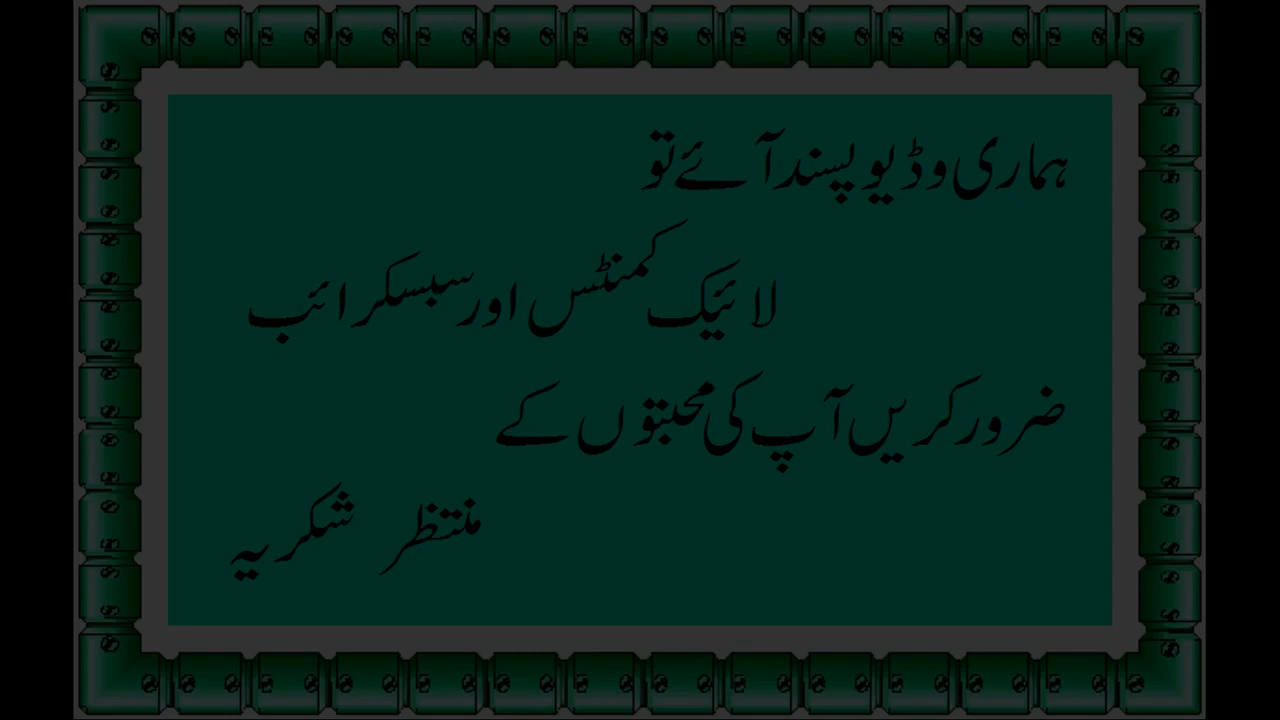 ہماری وڈیو پسند آئے تو
لائیک کمنٹس اور سبسکرائب
ضرور کریں آپ کی محبتوں کے
منتظر شکریہ